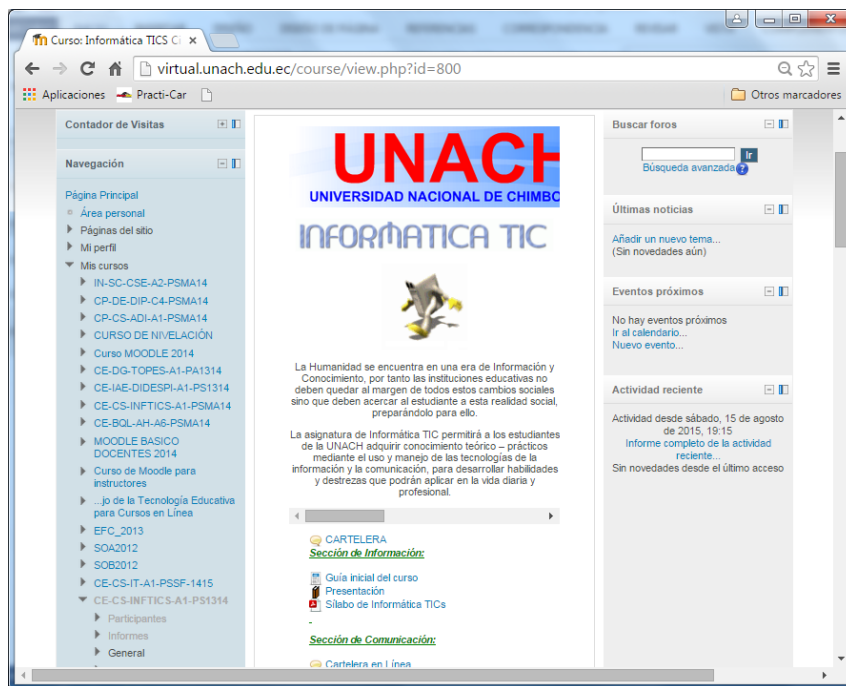 Curso: Informática TICS Ci
virtual.unach.edu.ec/course/view.php?id=800
Aplicaciones
Practi-Car
Otros marcadores
Contador de Visitas
Navegación
Página Principal
Área personal
Páginas del sitio
Mi perfil
Mis cursos
IN-SC-CSE-A2-PSMA14
CP-DE-DIP-C4-PSMA14
CP-CS-ADI-A1-PSMA14
CURSO DE NIVELACIÓN
Curso MOODLE 2014
CE-DG-TOPES-A1-PA1314
CE-IAE-DIDESPI-A1-PS1314
CE-CS-INFTICS-A1-PSMA14
CE-BQL-AH-A6-PSMA14
MOODLE BASICO
DOCENTES 2014
Curso de Moodle para
instructores
...jo de la Tecnología Educativa
para Cursos en Línea
EFC_2013
SOA2012
SOB2012
CE-CS-IT-A1-PSSF-1415
CE-CS-INFTICS-A1-PS1314
Participantes
Informes
General
UNACH
UNIVERSIDAD NACIONAL DE CHIMBO
INFORMATICA TIC
La Humanidad se encuentra en una era de Información y
Conocimiento, por tanto las instituciones educativas no
deben quedar al margen de todos estos cambios sociales
sino que deben acercar al estudiante a esta realidad social,
preparándolo para ello.
La asignatura de Informática TIC permitirá a los estudiantes
de la UNACH adquirir conocimiento teórico – prácticos
mediante el uso y manejo de las tecnologías de la
información y la comunicación, para desarrollar habilidades
y destrezas que podrán aplicar en la vida diaria y
profesional.
CARTELERA
Sección de Información:
Guía inicial del curso
Presentación
Sílabo de Informática TICs
Sección de Comunicación:
Cartelera en Línea
Buscar foros
Ir
Búsqueda avanzada
Últimas noticias
Añadir un nuevo tema...
(Sin novedades aún)
Eventos próximos
No hay eventos próximos
Ir al calendario...
Nuevo evento...
Actividad reciente
Actividad desde sábado, 15 de agosto
de 2015, 19:15
Informe completo de la actividad
reciente...
Sin novedades desde el último acceso